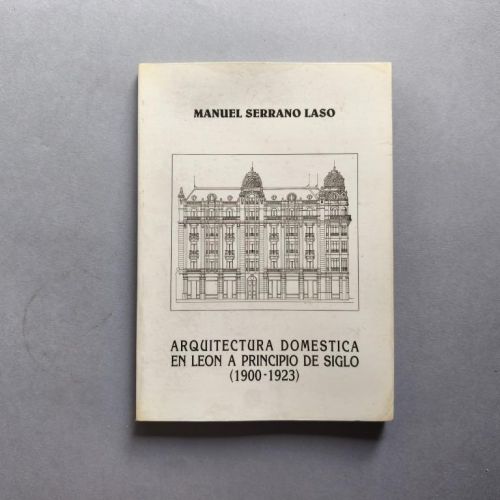 MANUEL SERRANO LASO
ARQUITECTURA DOMESTICA
EN LEON A PRINCIPIO DE SIGLO
(1900-1923)